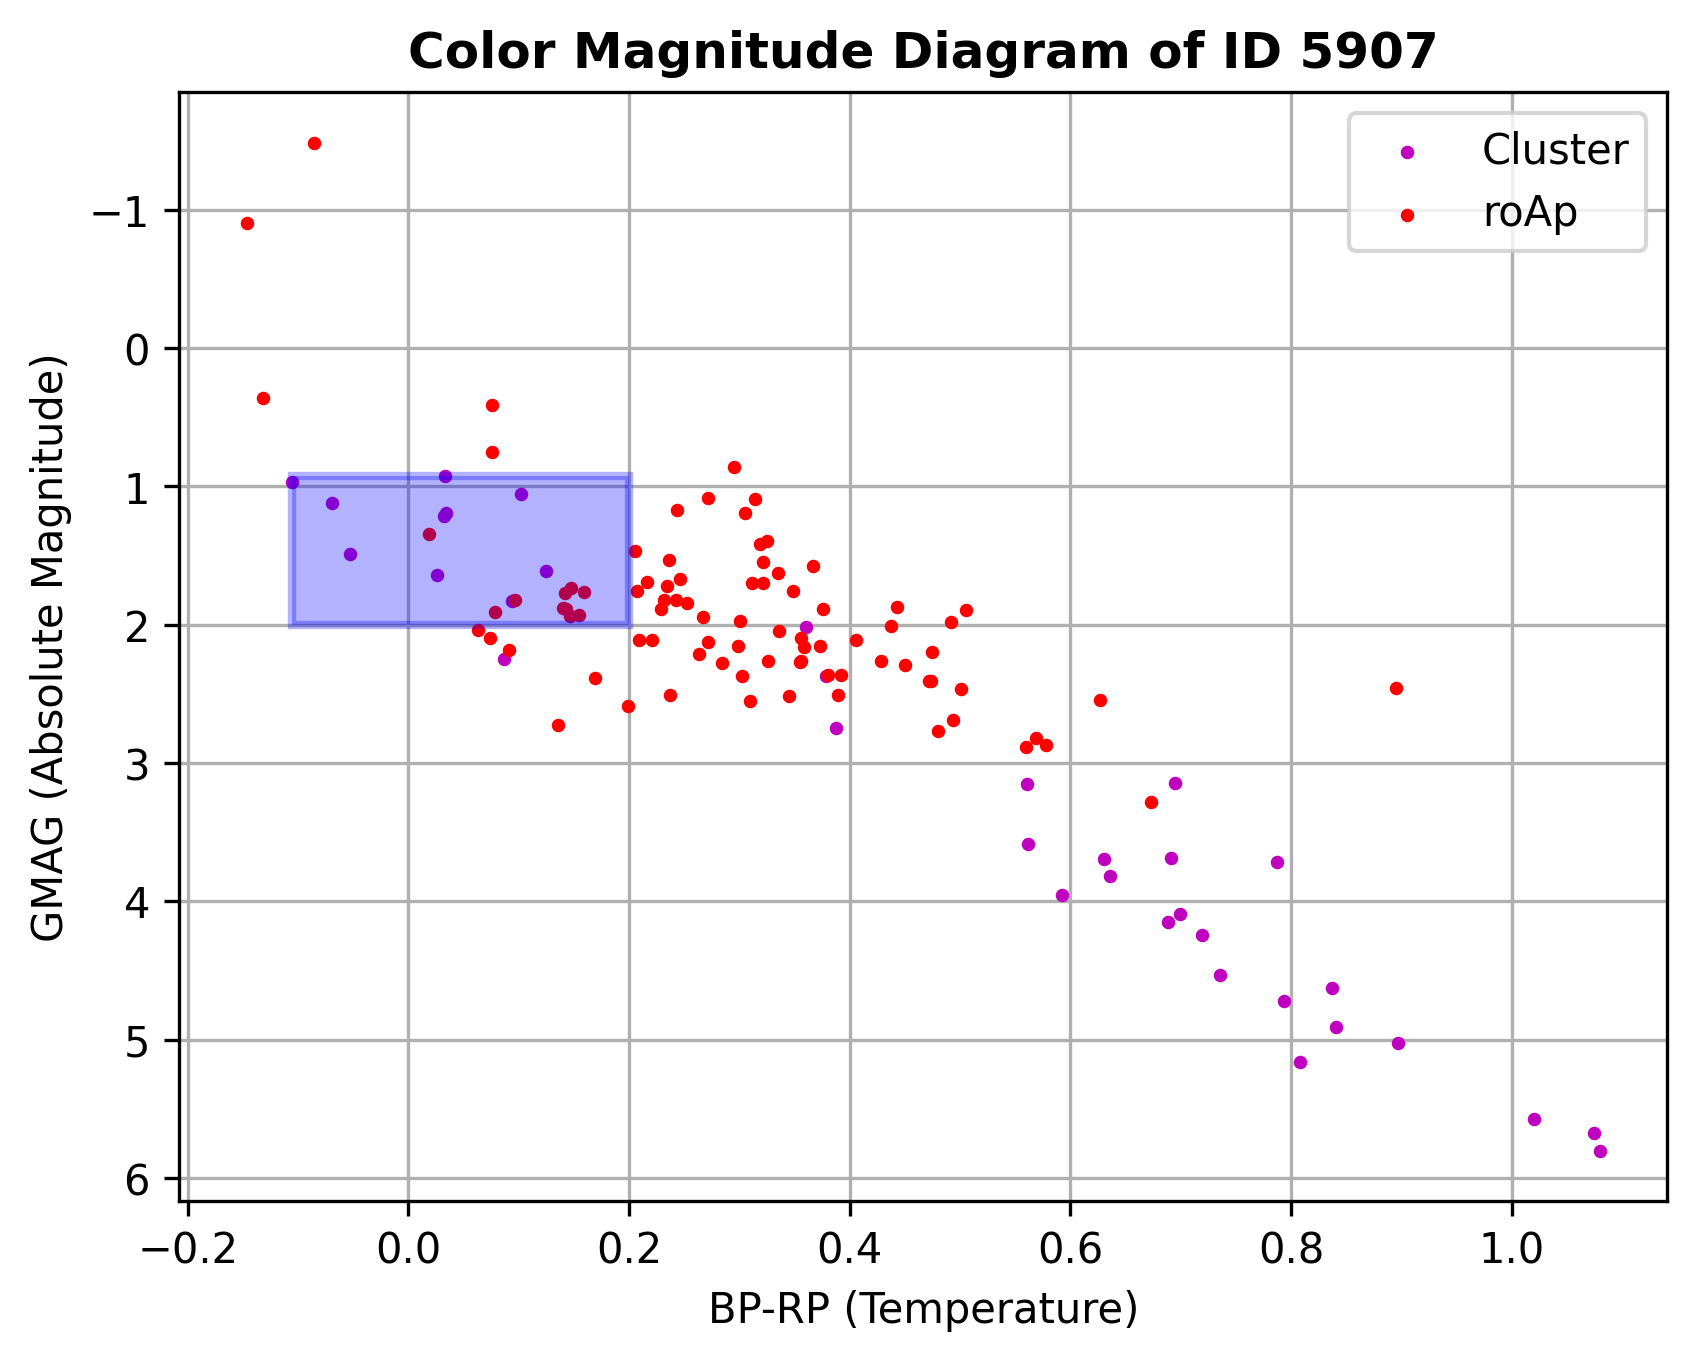 Color Magnitude Diagram of ID 5907
Cluster
roAp
GMAG (Absolute Magnitude)
−1
0
1
2
3
4
5
6
−0.2 0.0 0.2 0.4 0.6 0.8 1.0
BP-RP (Temperature)